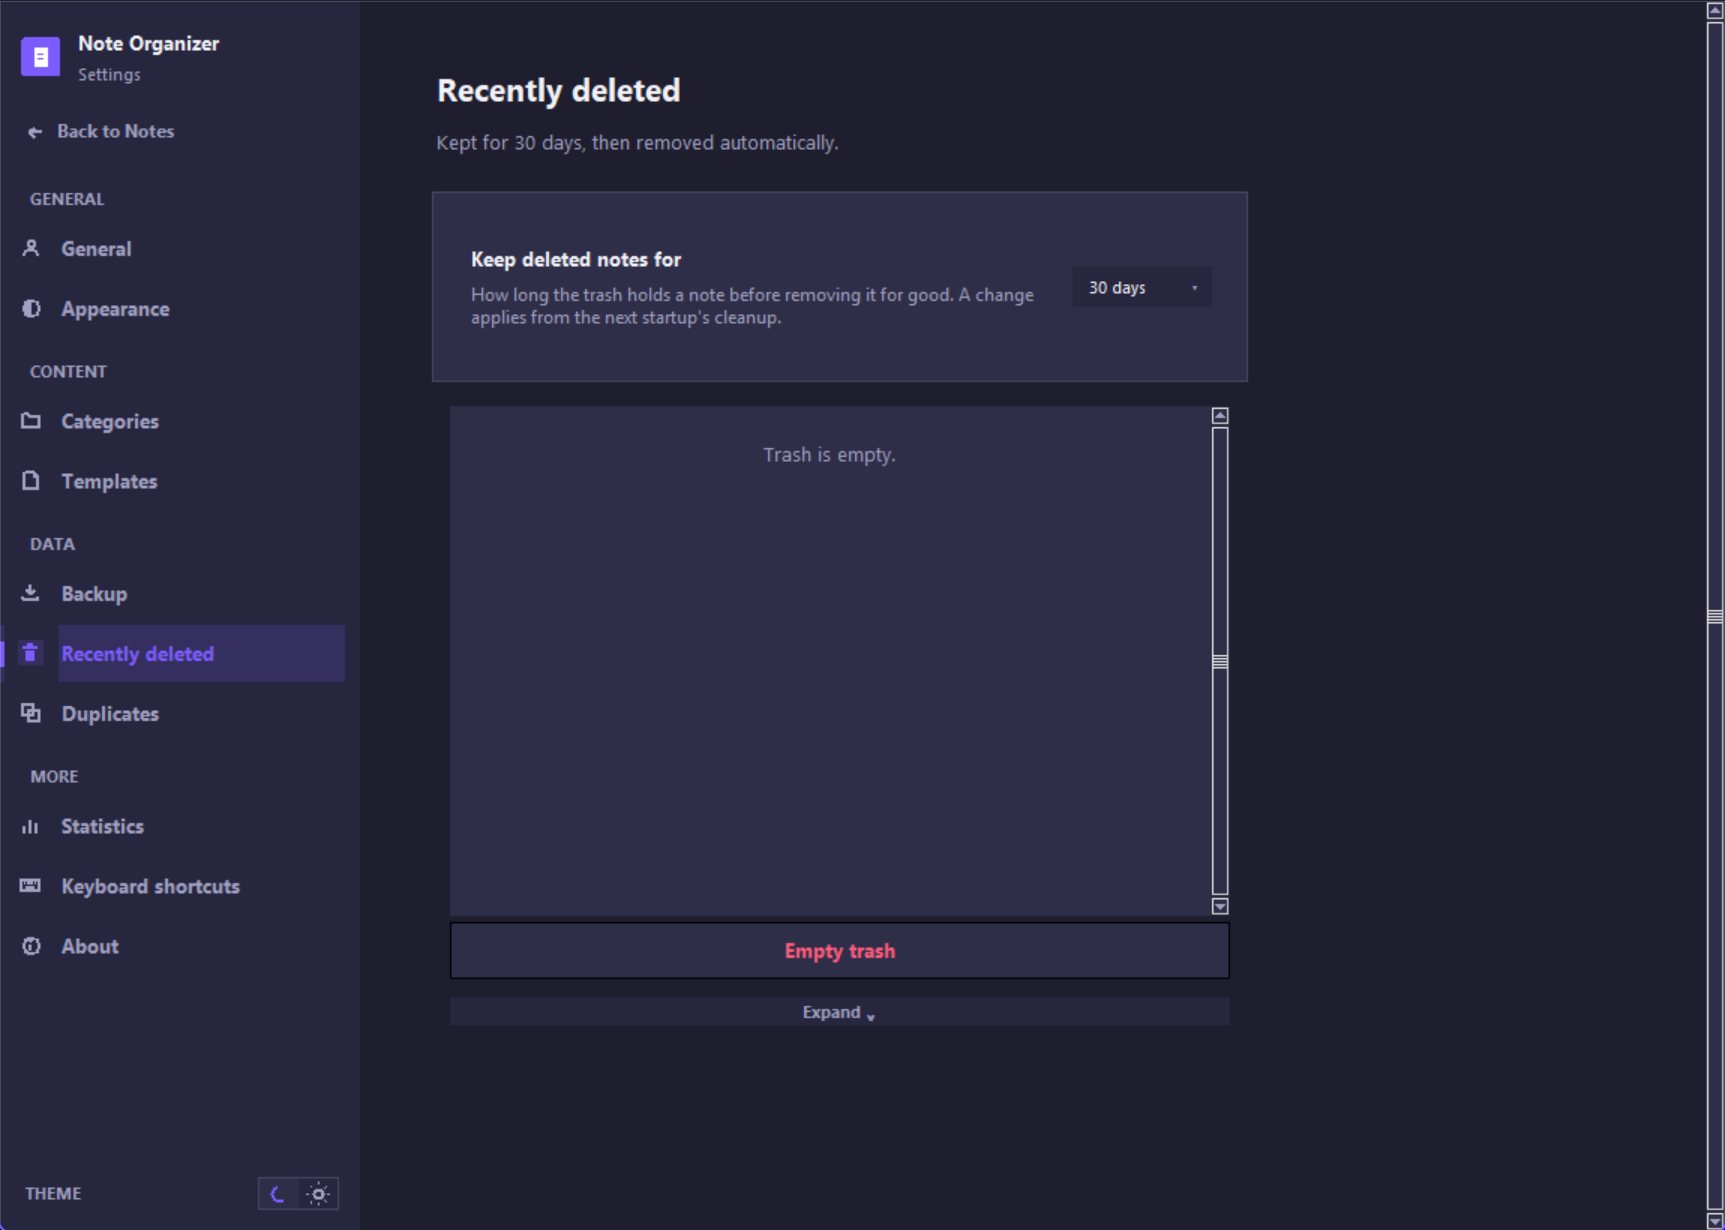 Note Organizer
Settings
Back to Notes
GENERAL
General
Appearance
CONTENT
Categories
Templates
DATA
Backup
Recently deleted
Duplicates
MORE
Statistics
Keyboard shortcuts
About
THEME
Recently deleted
Kept for 30 days, then removed automatically.
Keep deleted notes for
How long the trash holds a note before removing it for good. A change
applies from the next startup's cleanup.
30 days
Trash is empty.
Empty trash
Expand